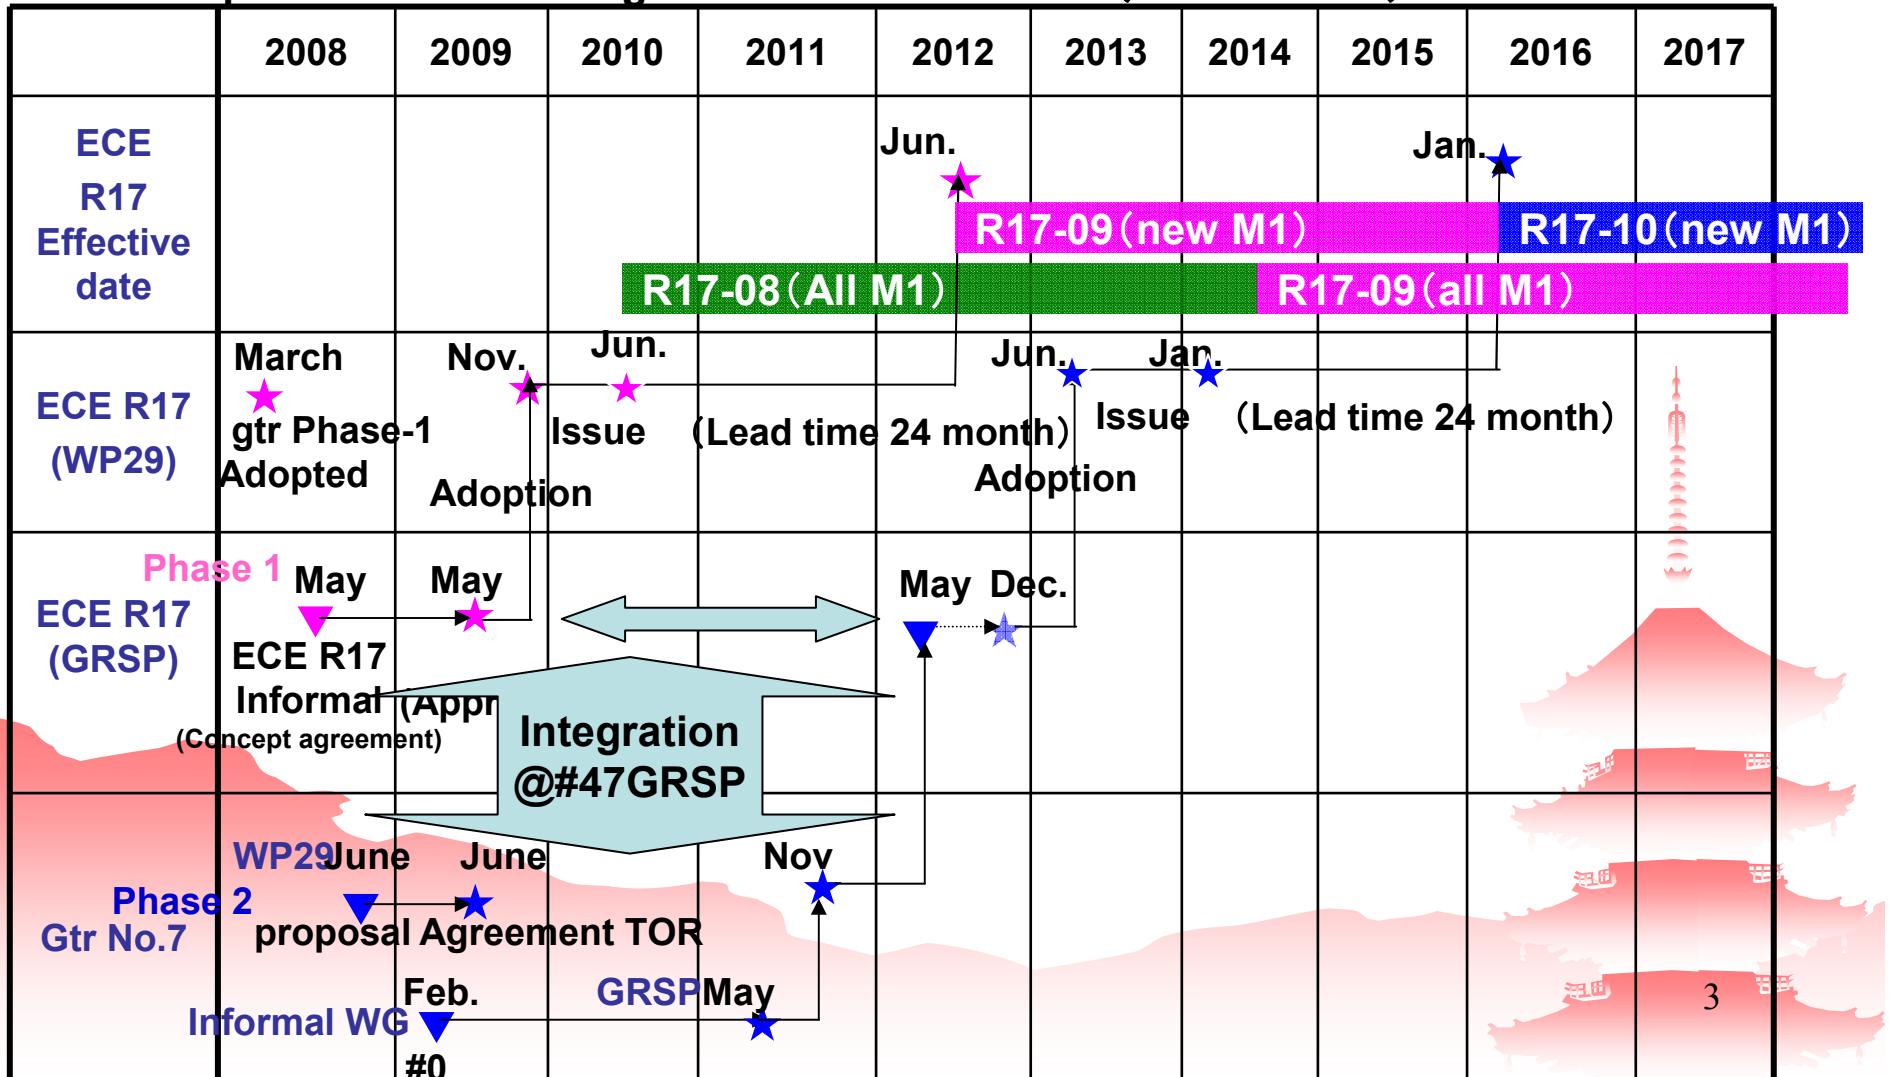 2008 2009 2010 2011 2012 2013 2014 2015 2016 2017
ECE
R17
Effective
date
Jun.
Jan.
R17-09（new M1）
R17-10（new M1）
R17-08（All M1）
R17-09（all M1）
ECE R17
(WP29)
March
gtr Phase-1
Adopted
Nov.
Adoption
Jun.
Issue
（Lead time 24 month）
Jun.
Adoption
Issue
Jan.
（Lead time 24 month）
Phase 1
ECE R17
(GRSP)
May
May
ECE R17
Informal (Appr
(Concept agreement)
May Dec.
Integration
@#47GRSP
Phase 2
Gtr No.7
WP29 June June
proposal Agreement TOR
Nov
Informal WG
Feb.
#0
GRSP May
3